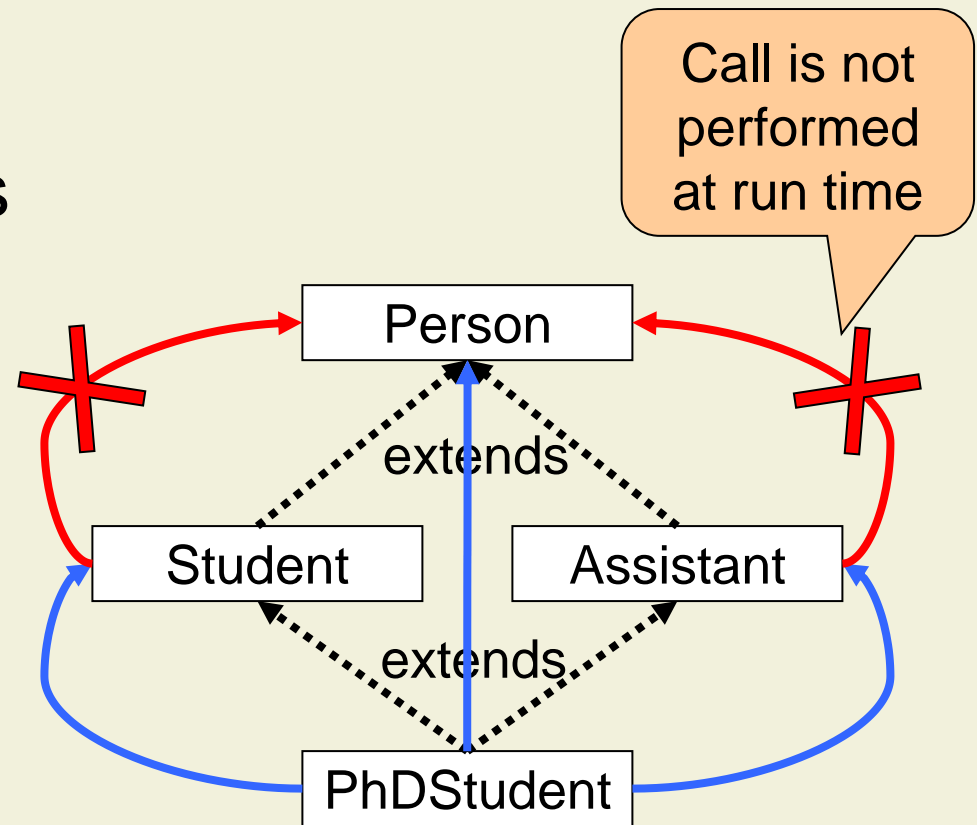 Call is not
performed
at run time
s
Person
extends
Student
Assistant
extends
PhDStudent